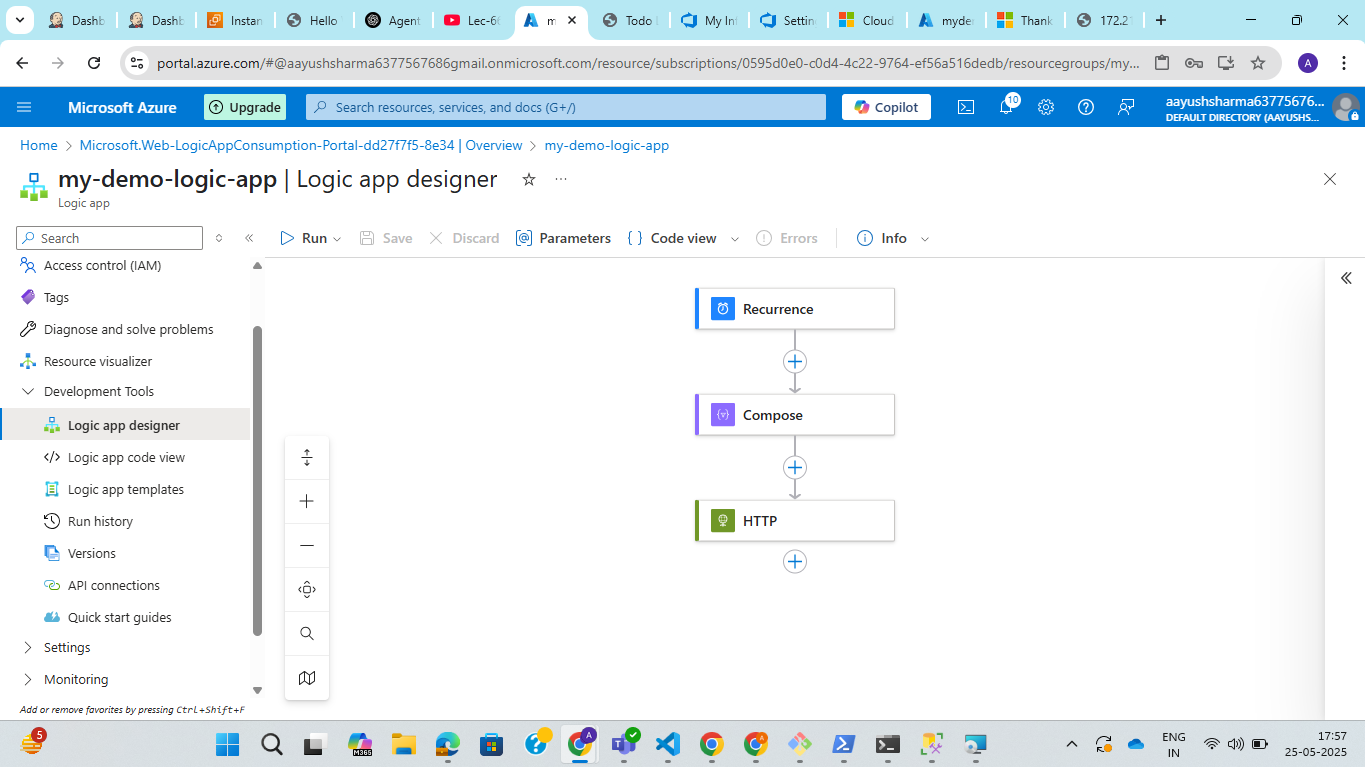 Dashb
Dashb
Instan
Hello
Agent
Lec-6
m
Todo
My In
Settin
Cloud
myde
Thank
172.2
portal.azure.com/#@aayushsharma6377567686gmail.onmicrosoft.com/resource/subscriptions/0595d0e0-c0d4-4c22-9764-ef56a516dedb/resourcegroups/my...
A
Microsoft Azure
Upgrade
Search resources, services, and docs (G+/)
Copilot
10
aayushsharma63775676...
DEFAULT DIRECTORY (AAYUSHS...
Home > Microsoft.Web-LogicAppConsumption-Portal-dd27f7f5-8e34 | Overview > my-demo-logic-app
my-demo-logic-app | Logic app designer
Logic app
Search
Run
Save
Discard
Parameters
Code view
Errors
Info
Access control (IAM)
Tags
Diagnose and solve problems
Resource visualizer
Development Tools
Logic app designer
Logic app code view
Logic app templates
Run history
Versions
API connections
Quick start guides
Settings
Monitoring
Add or remove favorites by pressing Ctrl+Shift+F
Recurrence
Compose
HTTP
5
M365
A
ENG
IN
17:57
25-05-2025